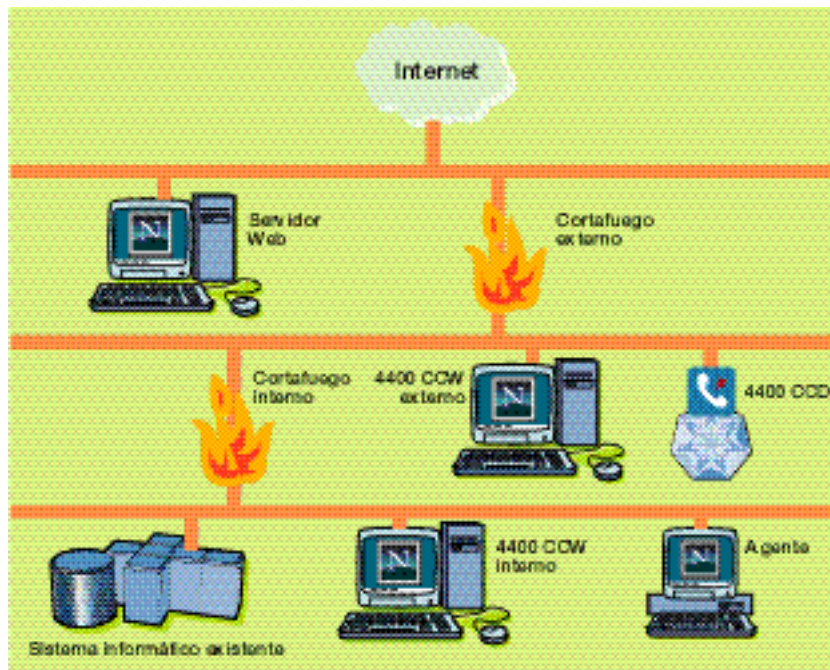 Internet
Servidor
Web
Cortafuego
externo
Cortafuego
interno
4400 CCW
externo
4400 CCD
4400 CCW
interno
Agente
Sistema informático existente